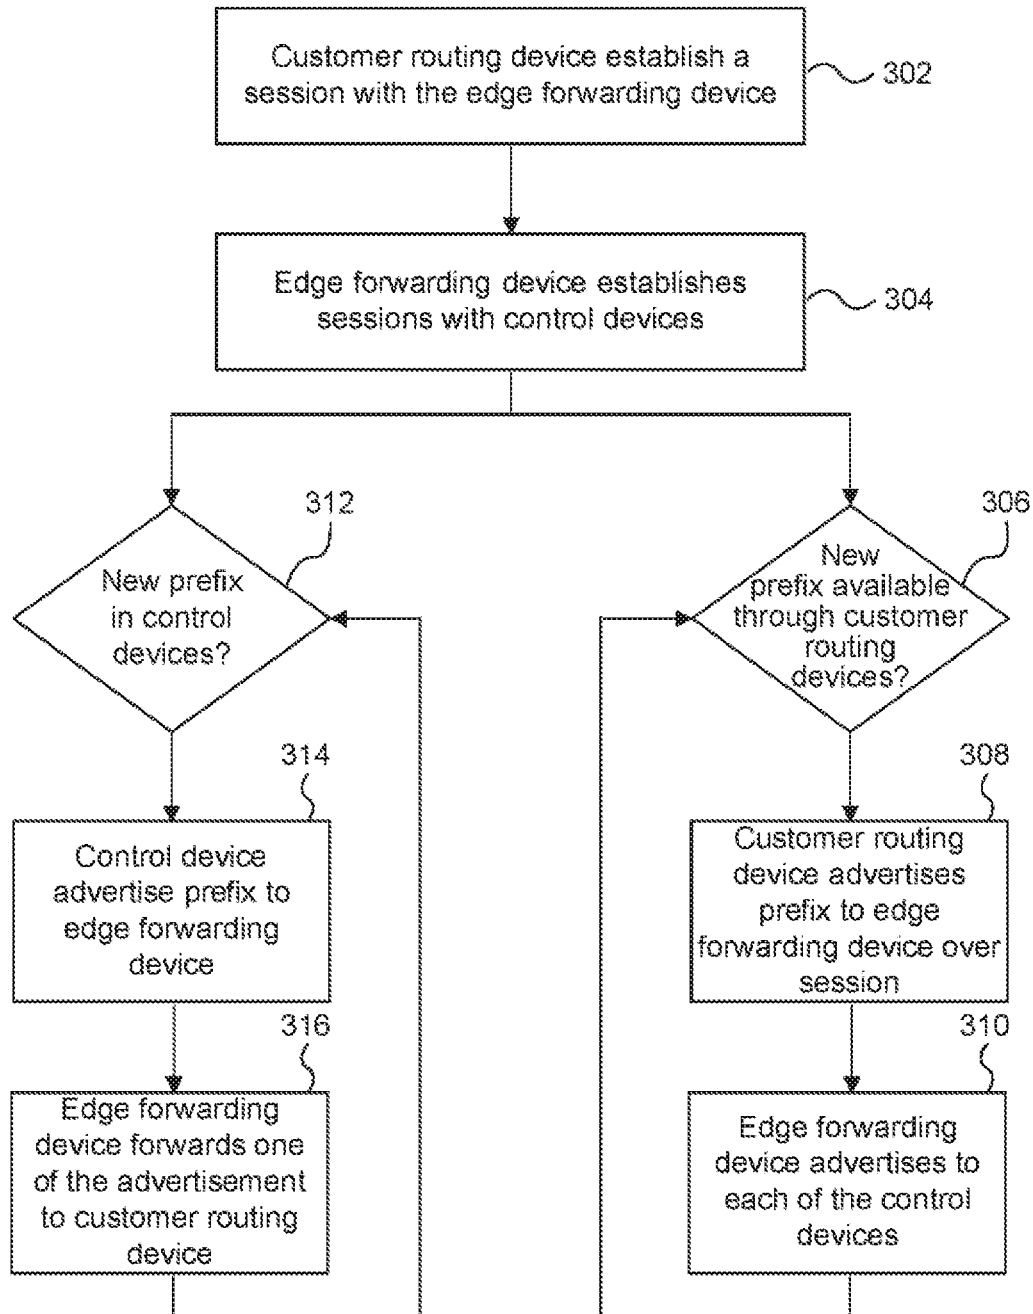 Customer routing device establish a
session with the edge forwarding device
302
Edge forwarding device establishes
sessions with control devices
304
312
New prefix
in control
devices?
306
New
prefix available
through customer
routing
devices?
314
Control device
advertise prefix to
edge forwarding
device
308
Customer routing
device advertises
prefix to edge
forwarding device over
session
316
Edge forwarding
device forwards one
of the advertisement
to customer routing
device
310
Edge forwarding
device advertises to
each of the control
devices